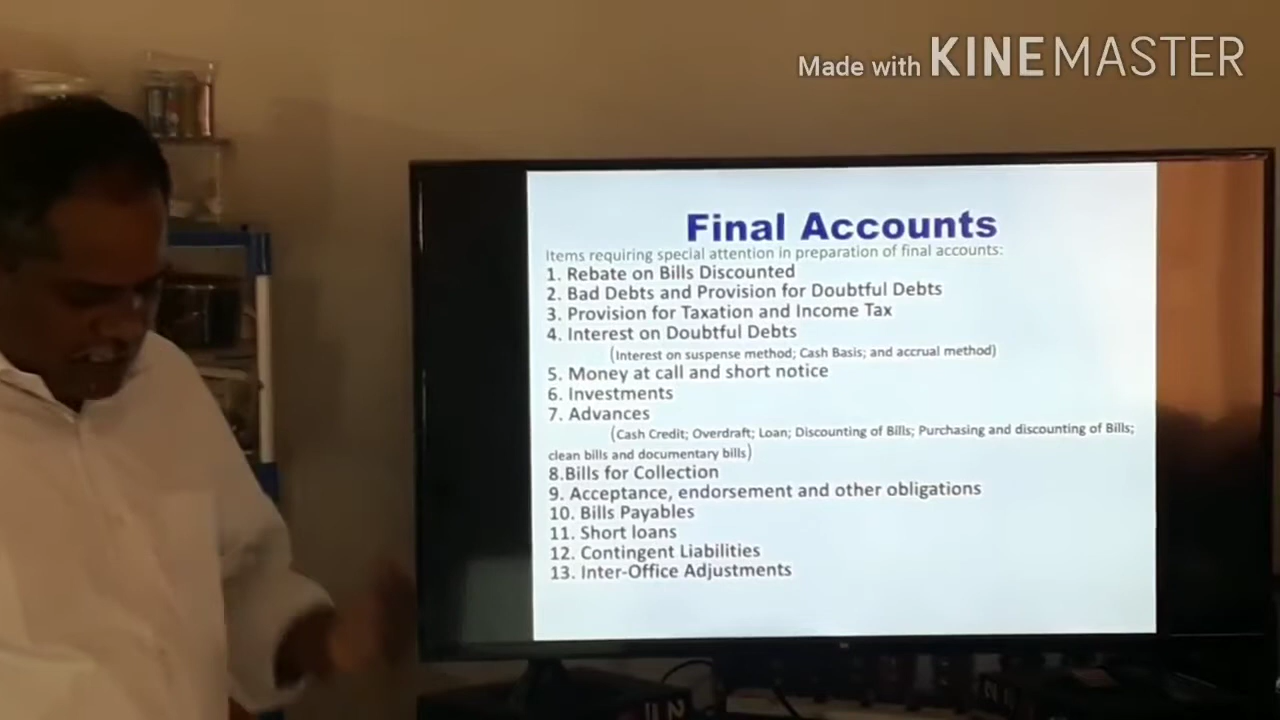 Made with KINEMASTER
Final Accounts
Items requiring special attention in preparation of final accounts:
1. Rebate on Bills Discounted
2. Bad Debts and Provision for Doubtful Debts
3. Provision for Taxation and Income Tax
4. Interest on Doubtful Debts
(Interest on suspense method; Cash Basis; and accrual method)
5. Money at call and short notice
6. Investments
7. Advances
(Cash Credit; Overdraft; Loan; Discounting of Bills; Purchasing and discounting of Bills;
clean bills and documentary bills)
8.Bills for Collection
9. Acceptance, endorsement and other obligations
10. Bills Payables
11. Short loans
12. Contingent Liabilities
13. Inter-Office Adjustments